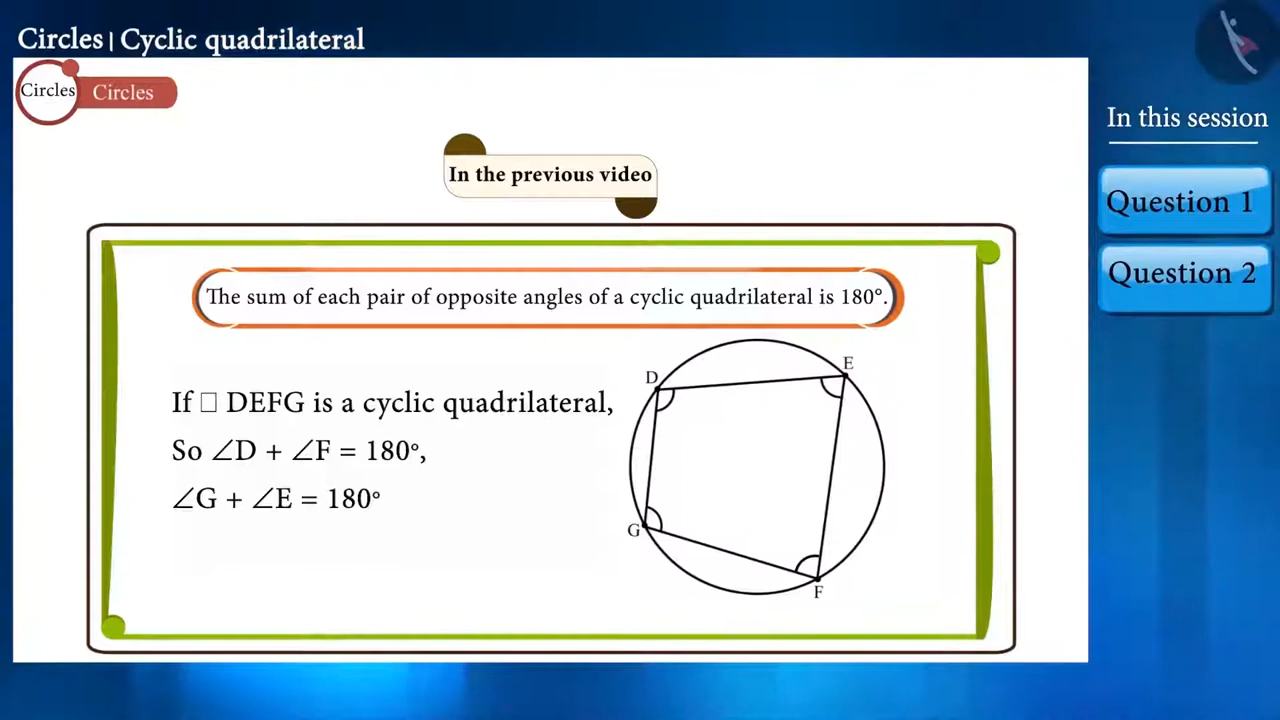 Circles | Cyclic quadrilateral
Circles Circles
In this session
Question 1
Question 2
In the previous video
The sum of each pair of opposite angles of a cyclic quadrilateral is 180°.
If □ DEFG is a cyclic quadrilateral,
So ∠D + ∠F = 180°,
∠G + ∠E = 180°
D
E
G
F